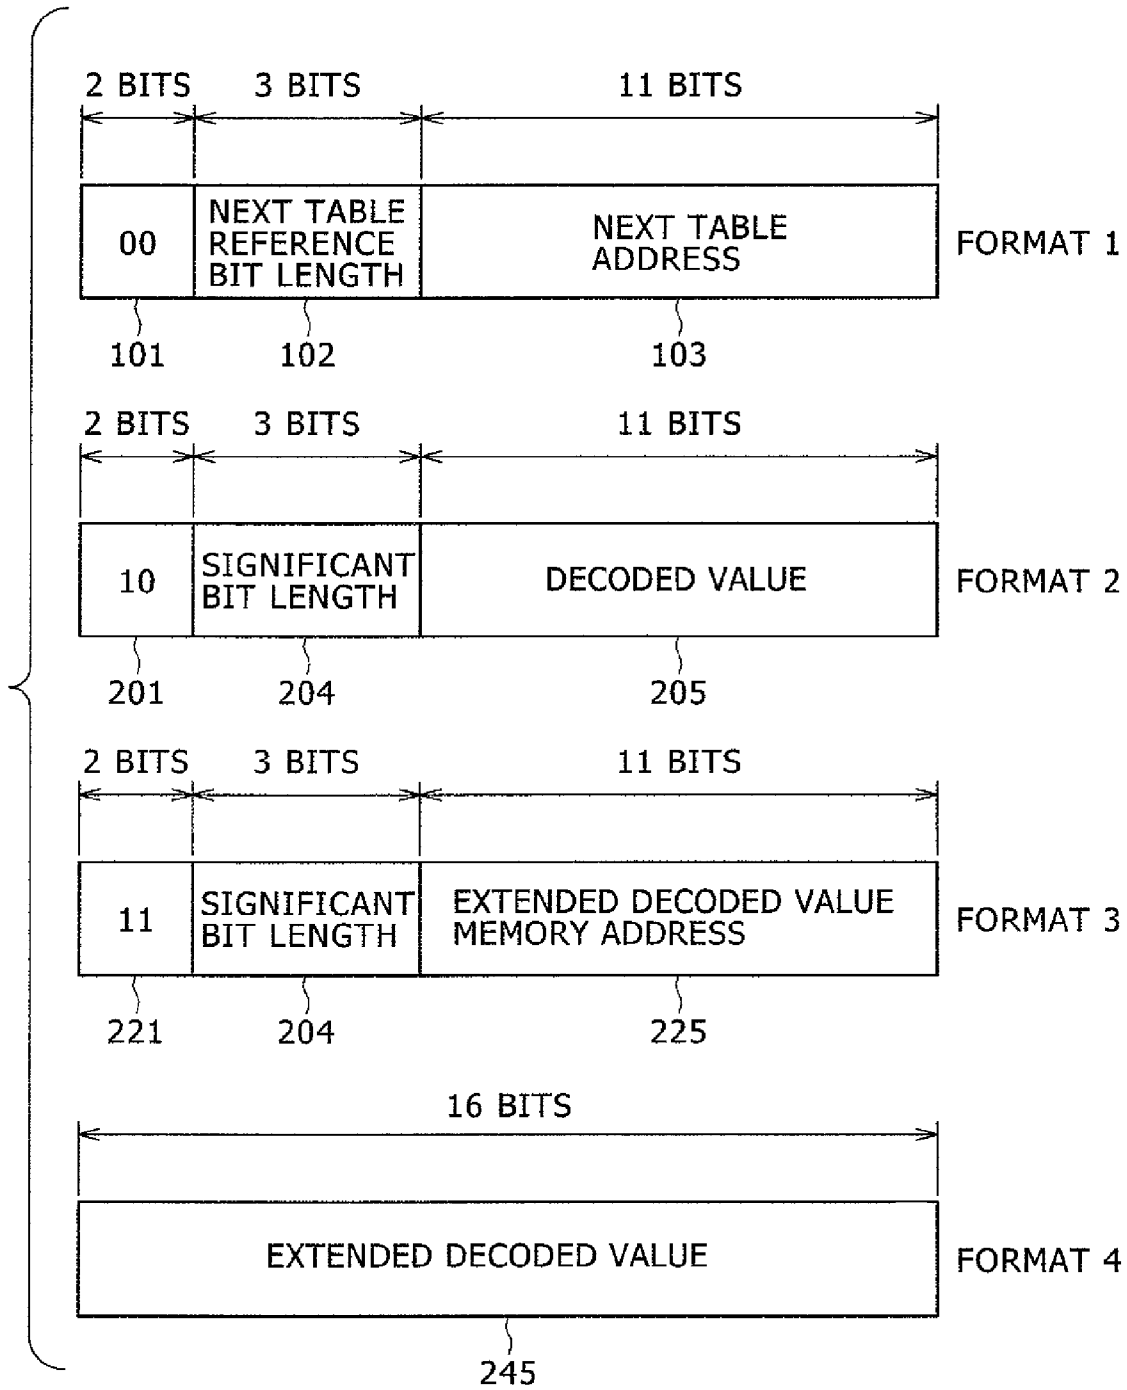 2 BITS 3 BITS 11 BITS
00
NEXT TABLE
REFERENCE
BIT LENGTH
NEXT TABLE
ADDRESS
FORMAT 1
101 102 103
2 BITS 3 BITS 11 BITS
10
SIGNIFICANT
BIT LENGTH
DECODED VALUE
FORMAT 2
201 204 205
2 BITS 3 BITS 11 BITS
11
SIGNIFICANT
BIT LENGTH
EXTENDED DECODED VALUE
MEMORY ADDRESS
FORMAT 3
221 204 225
16 BITS
EXTENDED DECODED VALUE
FORMAT 4
245